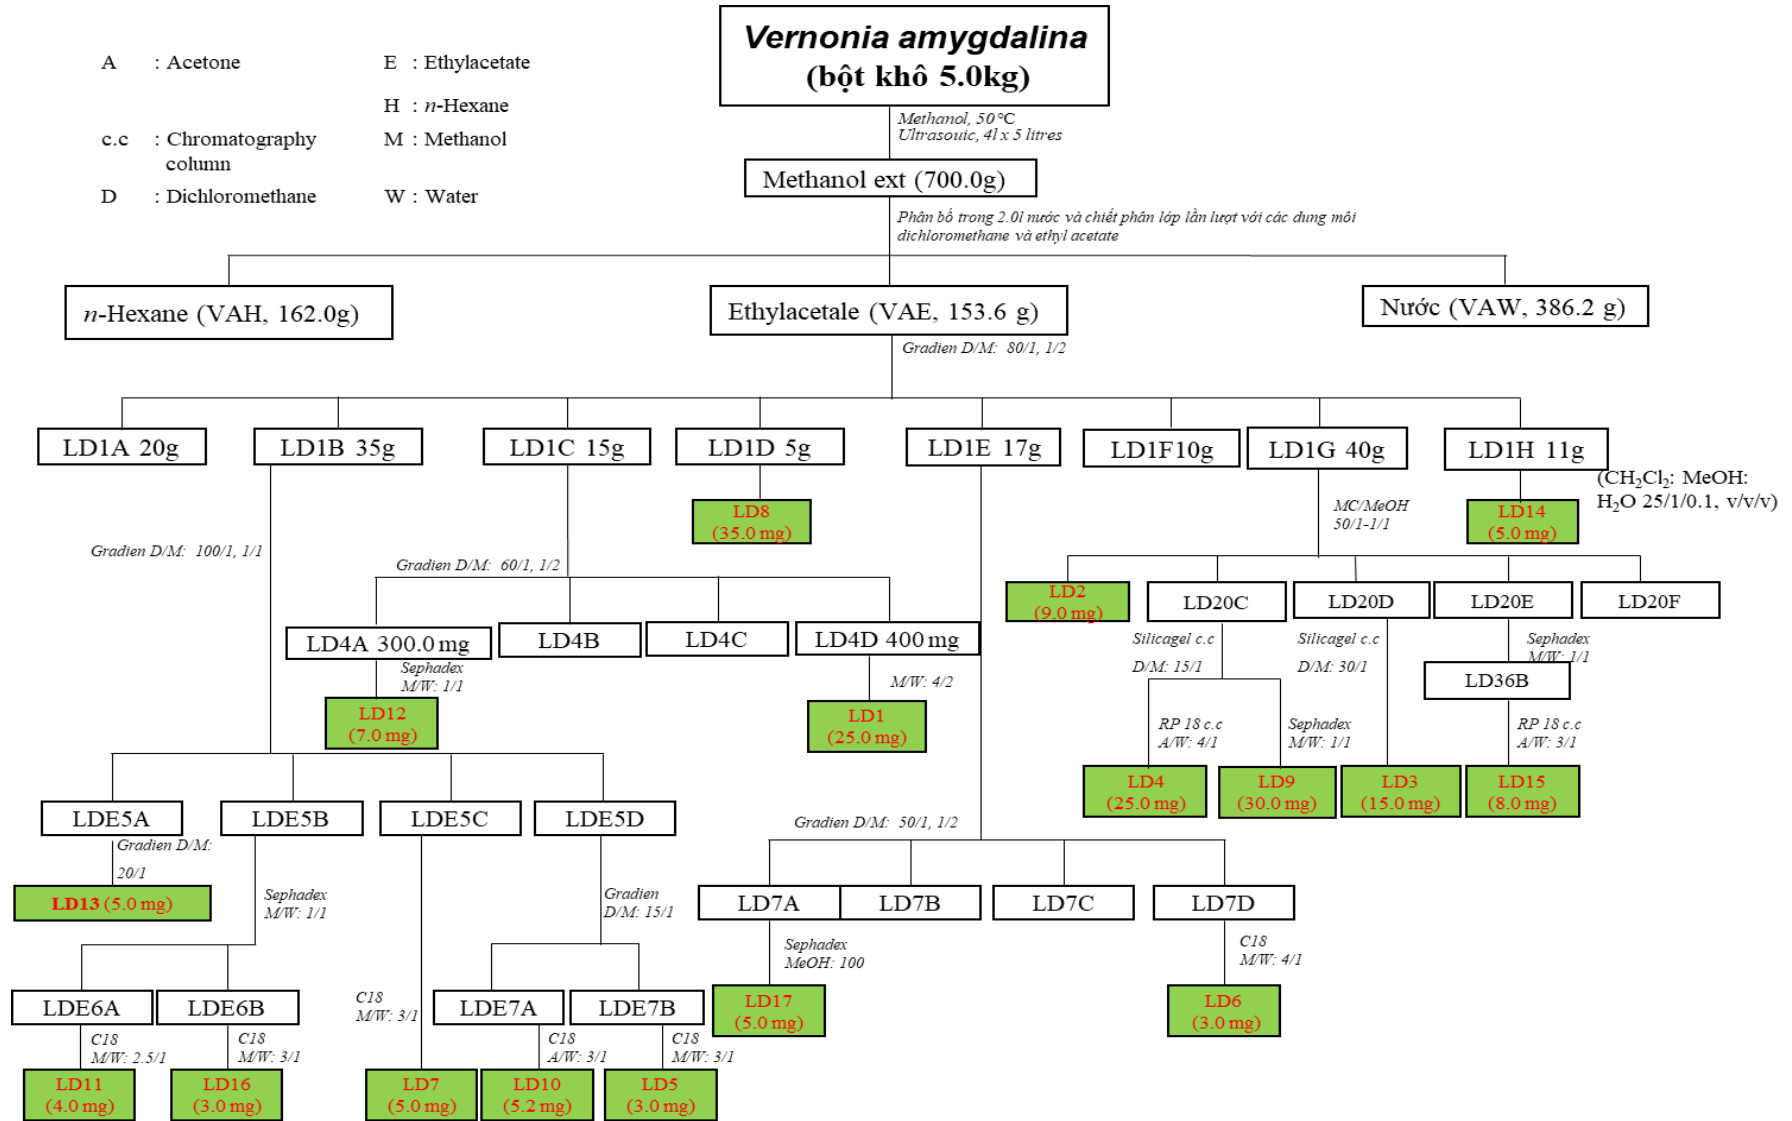 Vernonia amygdalina
(bột khô 5.0kg)
A : Acetone
E : Ethylacetate
H : n-Hexane
c.c : Chromatography
column
M : Methanol
D : Dichloromethane
W : Water
Methanol, 50°C
Ultrasouic, 4l x 5 litres
Methanol ext (700.0g)
Phân bố trong 2.0l nước và chiết phân lớp lần lượt với các dung môi
dichloromethane và ethyl acetate
n-Hexane (VAH, 162.0g)
Ethylacetale (VAE, 153.6 g)
Nước (VAW, 386.2 g)
Gradien D/M: 80/1, 1/2
LD1A 20g
LD1B 35g
LD1C 15g
LD1D 5g
LD1E 17g
LD1F10g
LD1G 40g
LD1H 11g
(CH2Cl2: MeOH:
H2O 25/1/0.1, v/v/v)
LD8
(35.0 mg)
MC/MeOH
50/1-1/1
LD14
(5.0 mg)
Gradien D/M: 100/1, 1/1
Gradien D/M: 60/1, 1/2
LD2
(9.0 mg)
LD20C
LD20D
LD20E
LD20F
LD4A 300.0 mg
LD4B
LD4C
LD4D 400 mg
Silicagel c.c
D/M: 15/1
Silicagel c.c
D/M: 30/1
Sephadex
M/W: 1/1
Sephadex
M/W: 1/1
M/W: 4/2
LD36B
LD12
(7.0 mg)
LD1
(25.0 mg)
RP 18 c.c
A/W: 4/1
Sephadex
M/W: 1/1
RP 18 c.c
A/W: 3/1
LD4
(25.0 mg)
LD9
(30.0 mg)
LD3
(15.0 mg)
LD15
(8.0 mg)
LDE5A
LDE5B
LDE5C
LDE5D
Gradien D/M: 50/1, 1/2
Gradien D/M:
20/1
LD13 (5.0 mg)
Sephadex
M/W: 1/1
Gradien
D/M: 15/1
LD7A
LD7B
LD7C
LD7D
Sephadex
MeOH: 100
C18
M/W: 4/1
LDE6A
LDE6B
C18
M/W: 3/1
LDE7A
LDE7B
LD17
(5.0 mg)
LD6
(3.0 mg)
C18
M/W: 2.5/1
C18
M/W: 3/1
C18
A/W: 3/1
C18
M/W: 3/1
LD11
(4.0 mg)
LD16
(3.0 mg)
LD7
(5.0 mg)
LD10
(5.2 mg)
LD5
(3.0 mg)